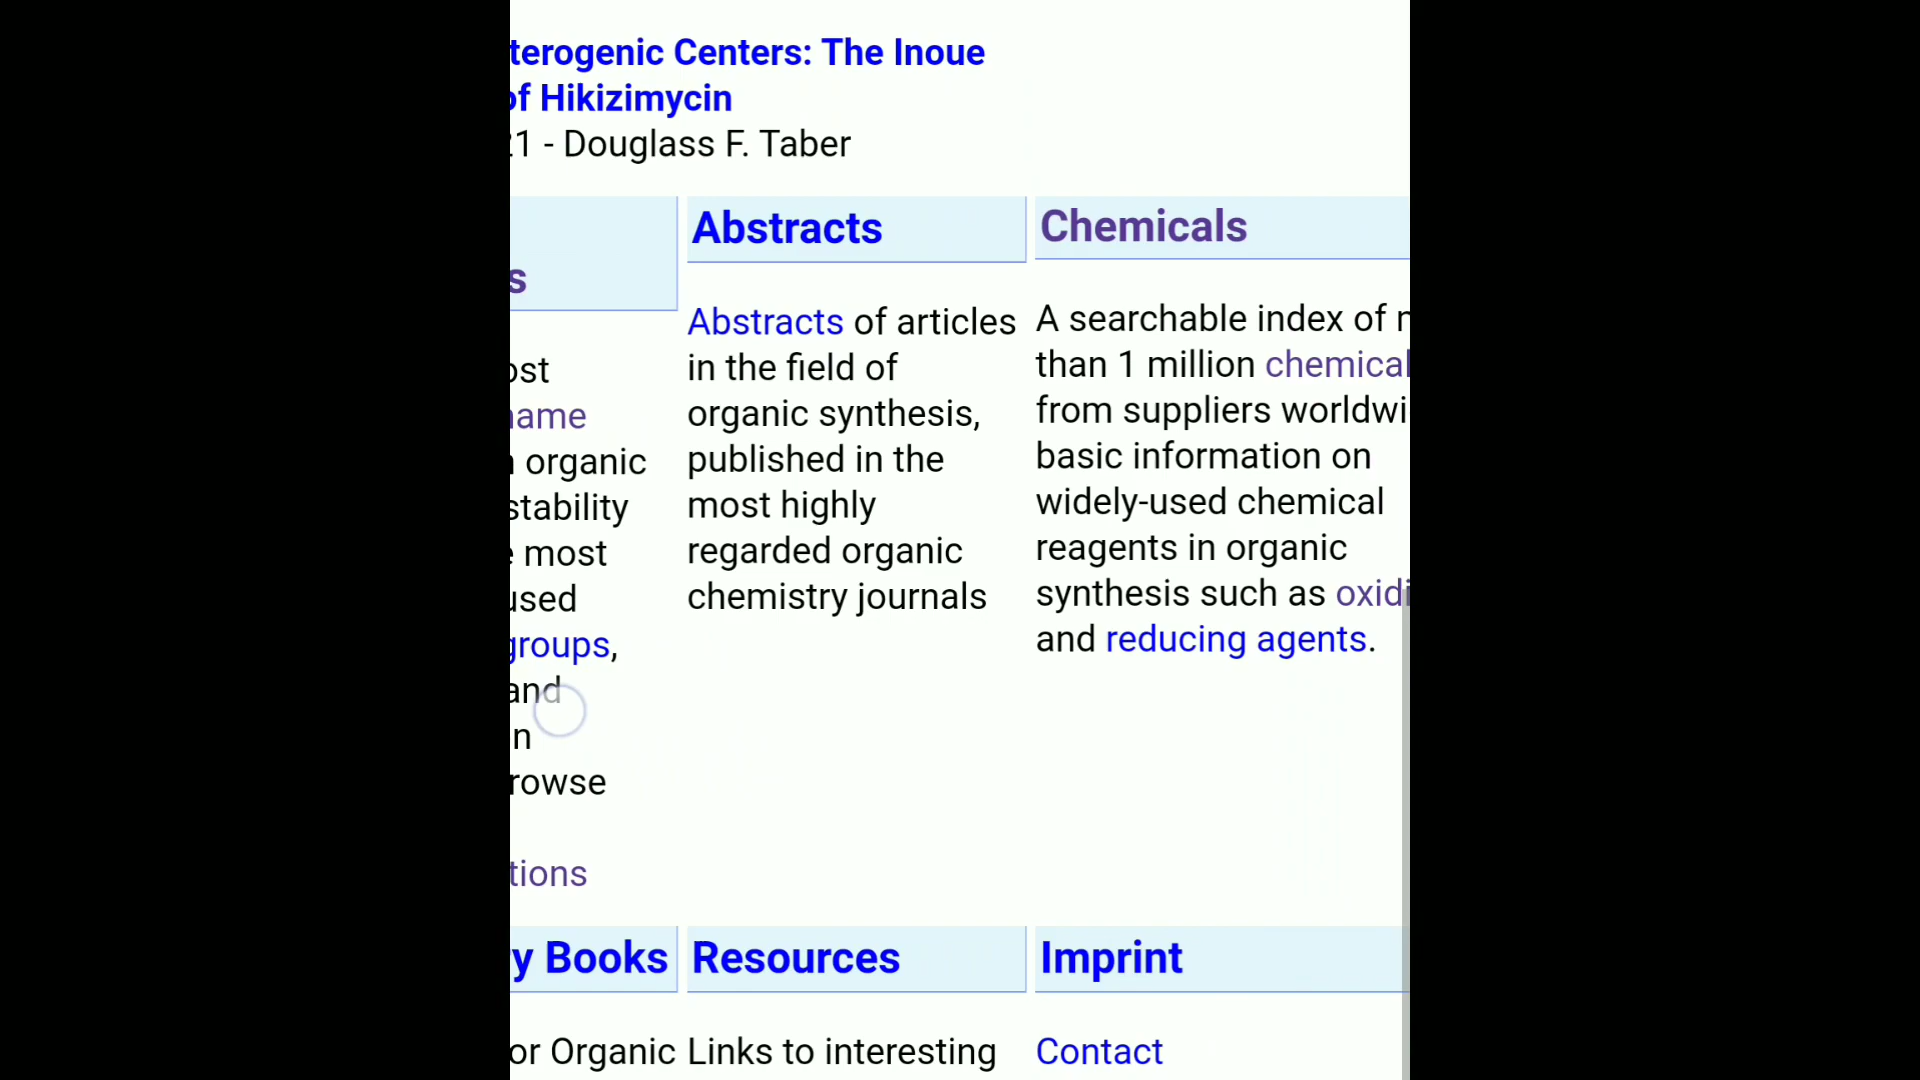 terogenic Centers: The Inoue
of Hikizimycin
21 - Douglass F. Taber
s
Abstracts
Chemicals
ost
name
organic
stability
most
used
groups,
and
n
rowse
tions
Abstracts of articles
in the field of
organic synthesis,
published in the
most highly
regarded organic
chemistry journals
A searchable index of
than 1 million chemical
from suppliers worldwi
basic information on
widely-used chemical
reagents in organic
synthesis such as oxidi
and reducing agents.
y Books
Resources
Imprint
or Organic
Links to interesting
Contact